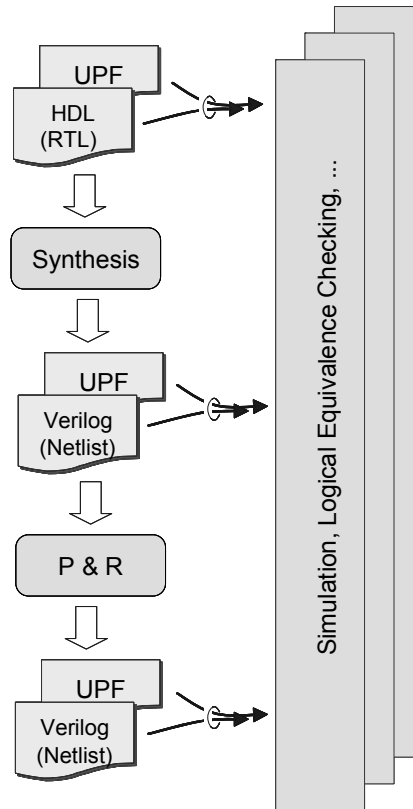 UPF
HDL
(RTL)
Synthesis
UPF
Verilog
(Netlist)
P & R
UPF
Verilog
(Netlist)
Simulation, Logical Equivalence Checking, ...